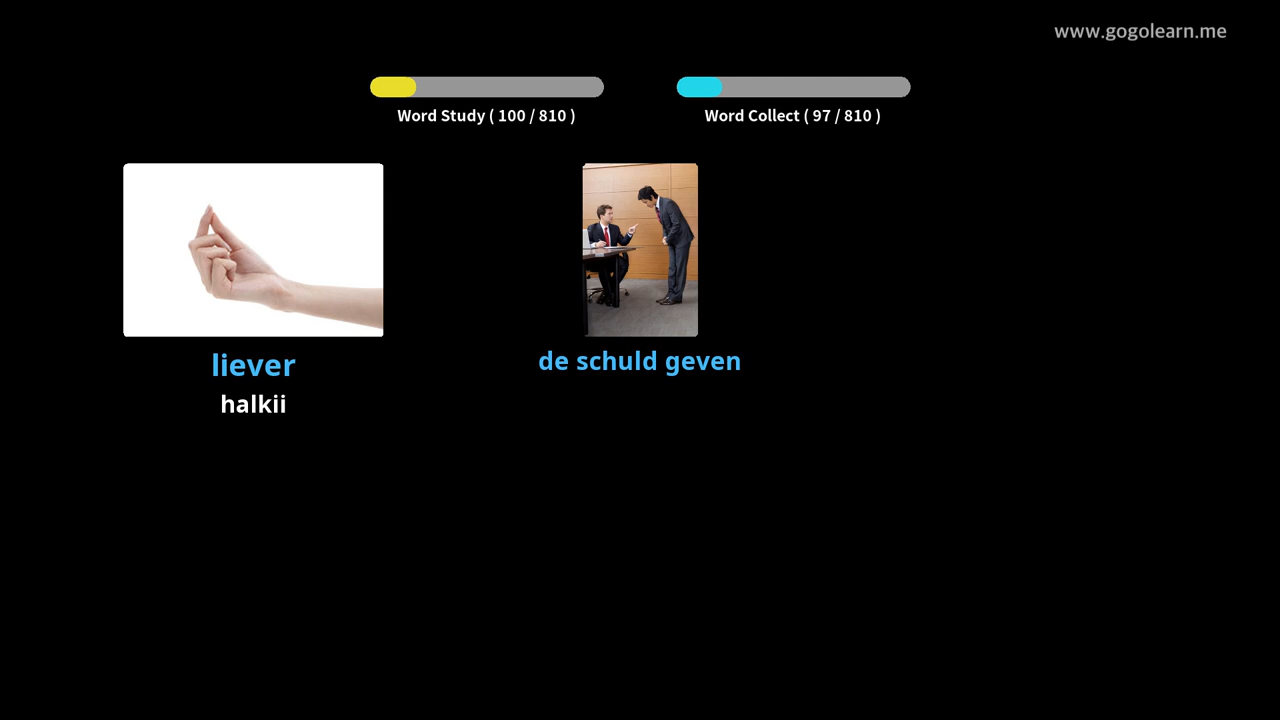 www.gogolearn.me
Word Study ( 100 / 810 )
Word Collect ( 97 / 810 )
liever
halkii
de schuld geven